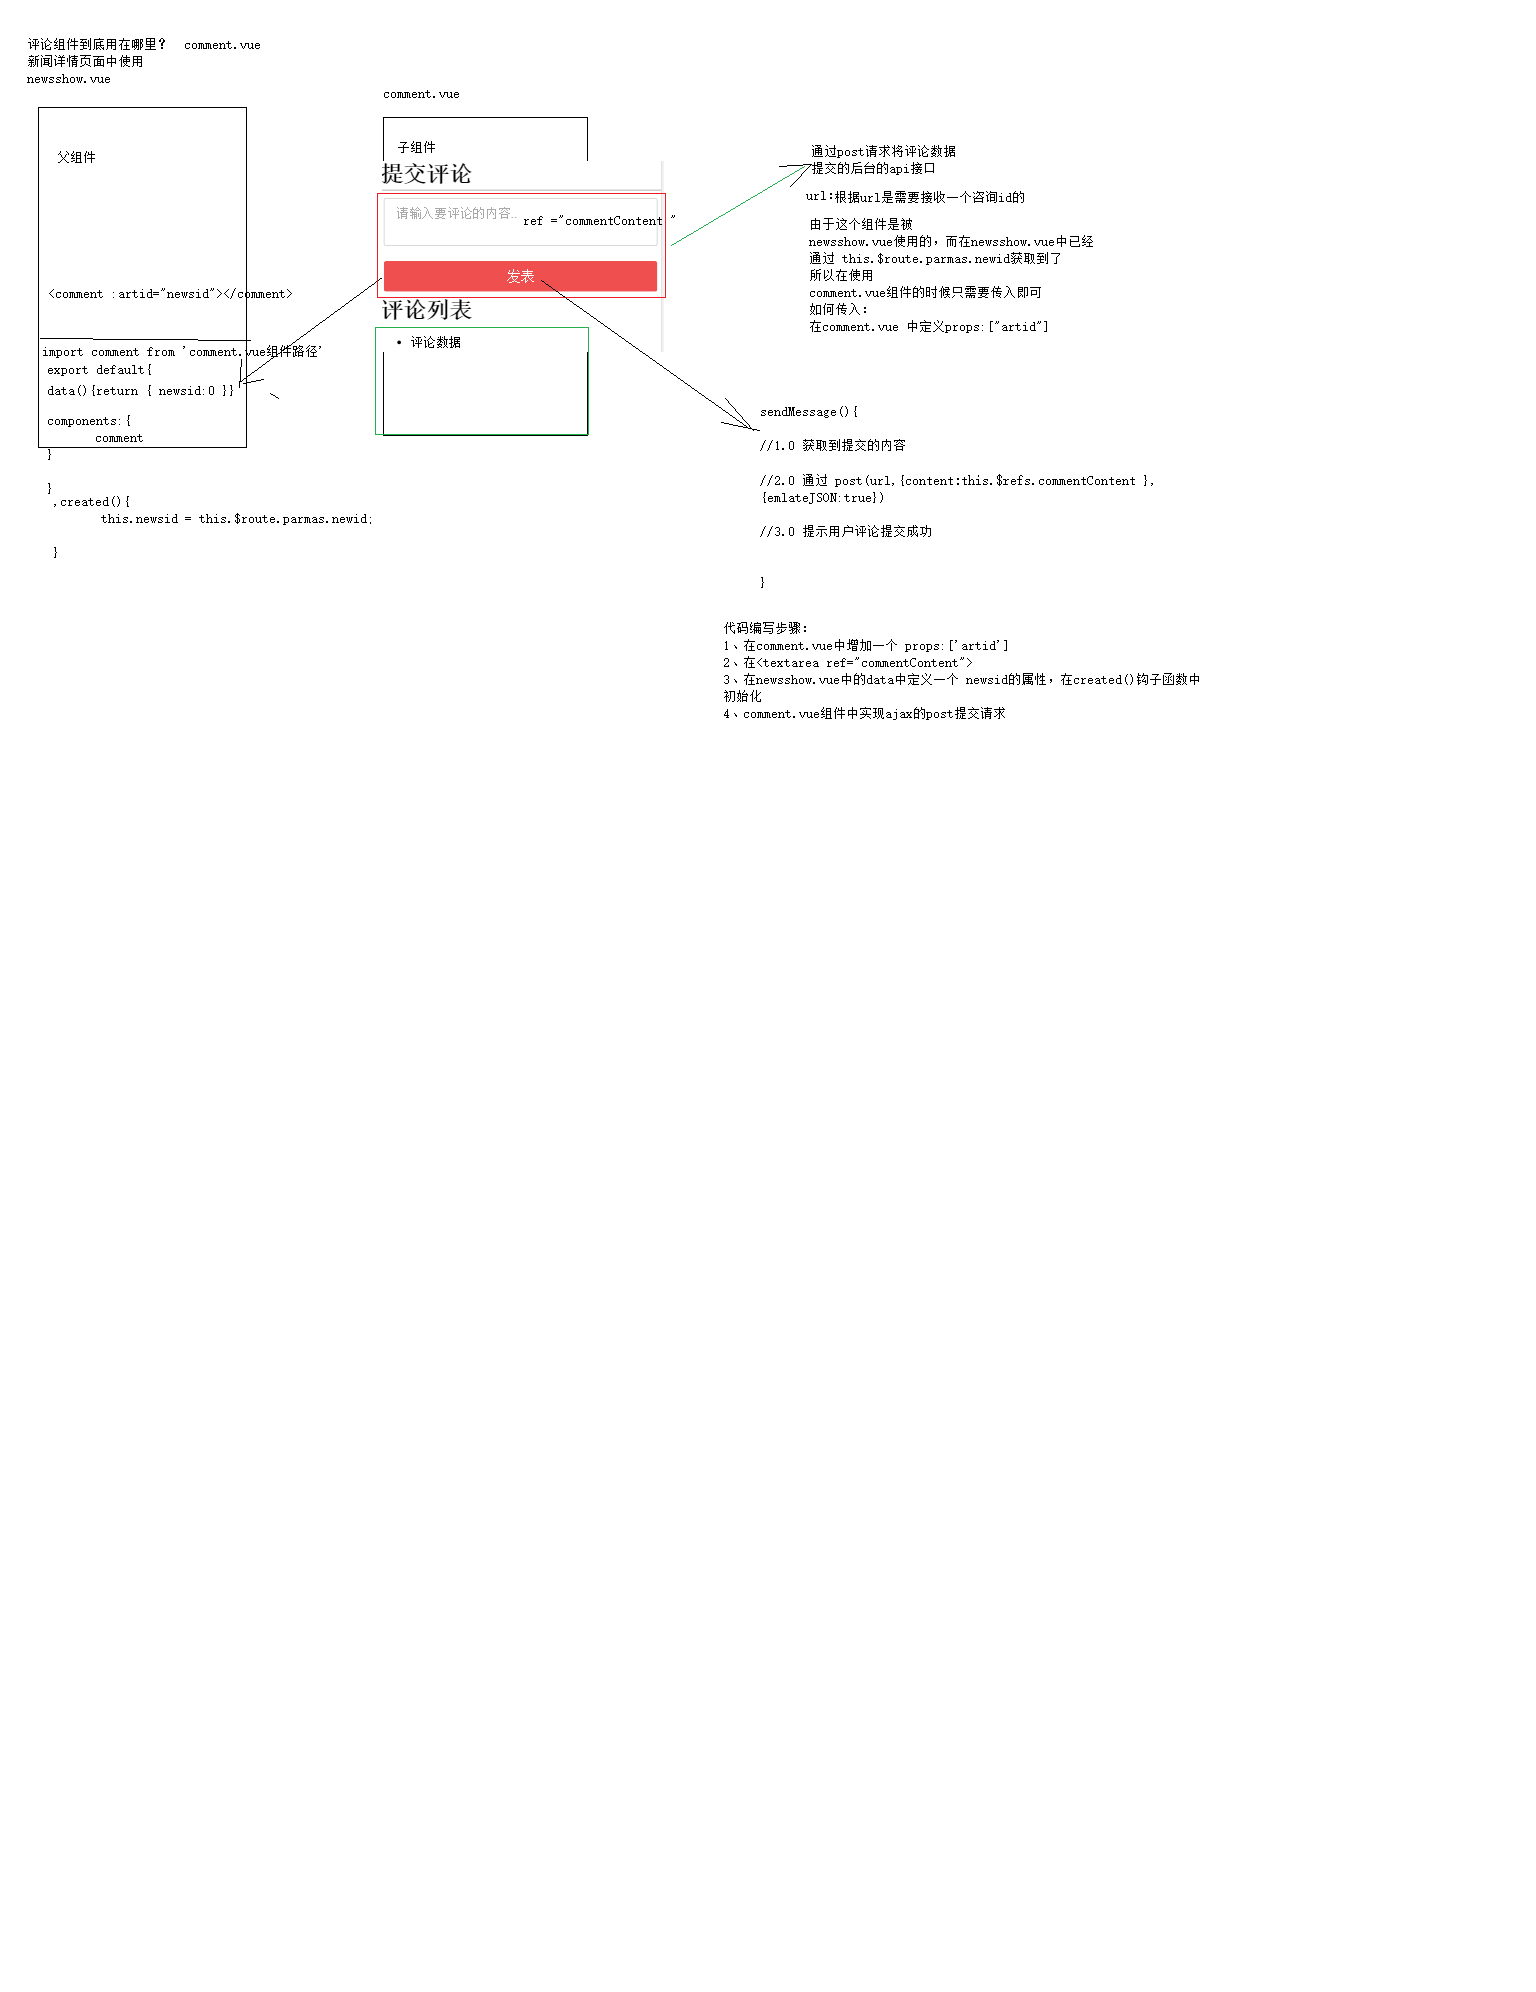 评论组件到底用在哪里？  comment.vue
新闻详情页面中使用
newsshow.vue
父组件
<comment :artid="newsid"></comment>
import comment from 'comment.vue组件路径'
export default{
data(){return { newsid:0 }}
components:{
comment
}
}
,created(){
this.newsid = this.$route.parmas.newid;
}
comment.vue
子组件
提交评论
请输入要评论的内容..
ref ="commentContent "
发表
评论列表
• 评论数据
通过post请求将评论数据
提交的后台的api接口
url:根据url是需要接收一个咨询id的
由于这个组件是被
newsshow.vue使用的，而在newsshow.vue中已经
通过 this.$route.parmas.newid获取到了
所以在使用
comment.vue组件的时候只需要传入即可
如何传入：
在comment.vue 中定义props:["artid"]
sendMessage(){
//1.0 获取到提交的内容
//2.0 通过 post(url,{content:this.$refs.commentContent },
{emlateJSON:true})
//3.0 提示用户评论提交成功
}
代码编写步骤：
1、在comment.vue中增加一个 props:['artid']
2、在<textarea ref="commentContent">
3、在newsshow.vue中的data中定义一个 newsid的属性，在created()钩子函数中
初始化
4、comment.vue组件中实现ajax的post提交请求